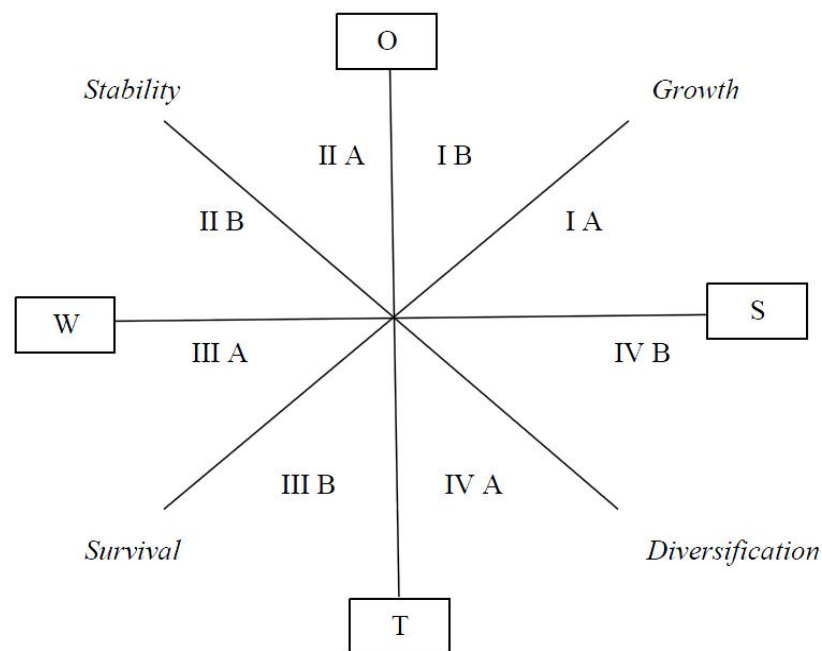 O
Stability
Growth
II A
I B
II B
I A
W
S
III A
IV B
III B
IV A
Survival
Diversification
T